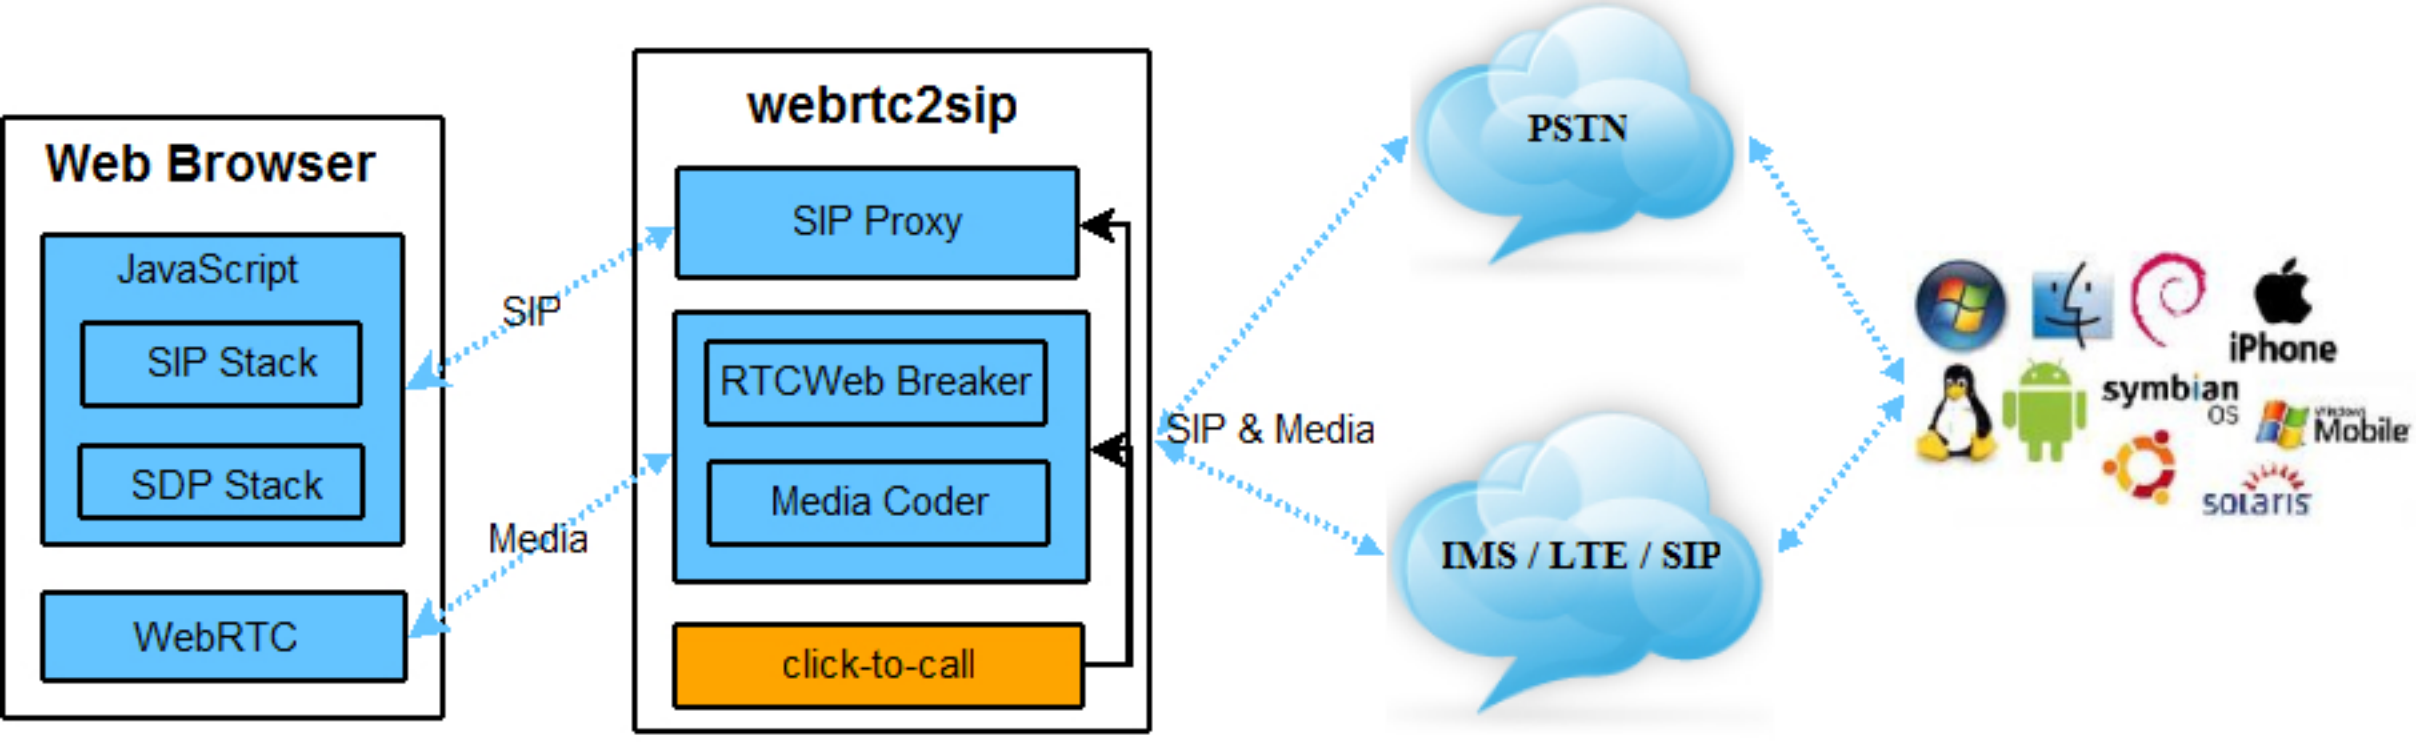 Web Browser
JavaScript
SIP Stack
SDP Stack
WebRTC
SIP
Media
webrtc2sip
SIP Proxy
RTCWeb Breaker
Media Coder
click-to-call
SIP & Media
PSTN
IMS / LTE / SIP
iPhone
symbian
OS
Windows
Mobile
solaris